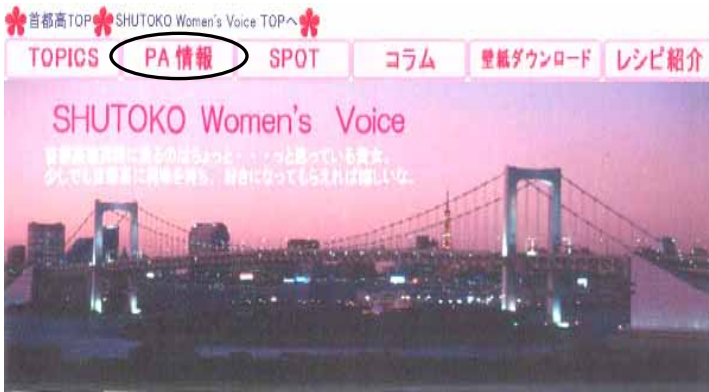 首都高TOP SHUTOKO Women's Voice TOPへ
TOPICS PA情報 SPOT コラム 壁紙ダウンロード レシピ紹介
SHUTOKO Women's Voice
首都高を実際に走るのはちょっと・・・っと思っている貴女、
少しでも首都高に興味を持ち、好きになってもらえれば嬉しいな。